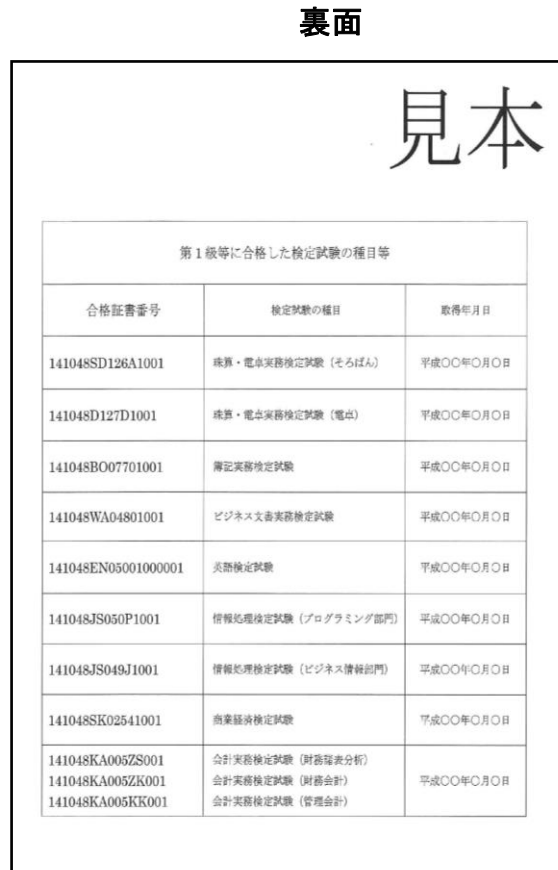 裏面
見本
第１級等に合格した検定試験の種目等
合格証書番号 検定試験の種目 取得年月日
141048SD126A1001 珠算・電卓実務検定試験（そろばん） 平成〇〇年〇月〇日
141048D127D1001 珠算・電卓実務検定試験（電卓） 平成〇〇年〇月〇日
141048BO07701001 簿記実務検定試験 平成〇〇年〇月〇日
141048WA04801001 ビジネス文書実務検定試験 平成〇〇年〇月〇日
141048EN05001000001 英語検定試験 平成〇〇年〇月〇日
141048JS050P1001 情報処理検定試験（プログラミング部門） 平成〇〇年〇月〇日
141048JS049J1001 情報処理検定試験（ビジネス情報部門） 平成〇〇年〇月〇日
141048SK02541001 商業経済検定試験 平成〇〇年〇月〇日
141048KA005ZS001 会計実務検定試験（財務諸表分析）
141048KA005ZK001 会計実務検定試験（財務会計） 平成〇〇年〇月〇日
141048KA005KK001 会計実務検定試験（管理会計）